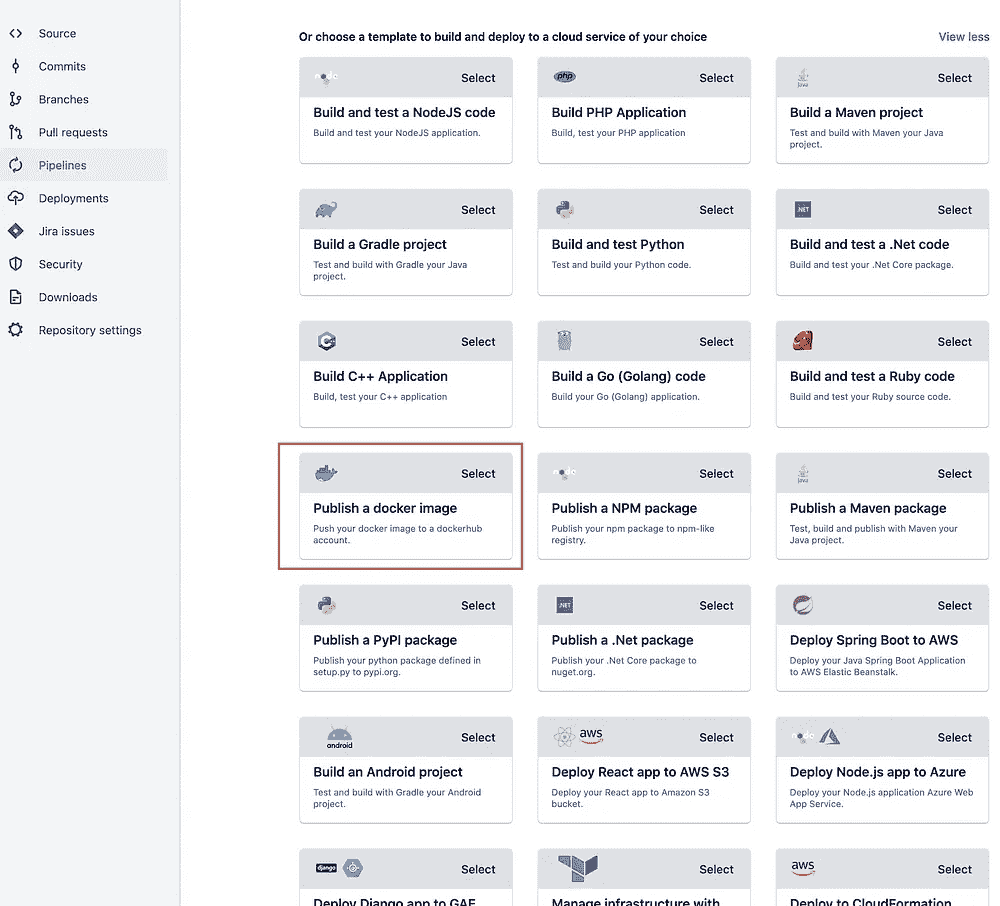 Source
Commits
Branches
Pull requests
Pipelines
Deployments
Jira issues
Security
Downloads
Repository settings
Or choose a template to build and deploy to a cloud service of your choice
View less
node
Select
Build and test a NodeJS code
Build and test your NodeJS application.
php
Select
Build PHP Application
Build, test your PHP application
Java
Select
Build a Maven project
Test and build with Maven your Java
project.
Select
Build a Gradle project
Test and build with Gradle your Java
project.
Select
Build and test Python
Test and build your Python code.
.NET
Select
Build and test a .Net code
Build and test your .Net Core package.
Select
Build C++ Application
Build, test your C++ application
Select
Build a Go (Golang) code
Build your Go (Golang) application.
Select
Build and test a Ruby code
Build and test your Ruby source code.
Select
Publish a docker image
Push your docker image to a dockerhub
account.
node
Select
Publish a NPM package
Publish your npm package to npm-like
registry.
Java
Select
Publish a Maven package
Test, build and publish with Maven your
Java project.
Select
Publish a PyPI package
Publish your python package defined in
setup.py to pypi.org.
.NET
Select
Publish a .Net package
Publish your .Net Core package to
nuget.org.
Select
Deploy Spring Boot to AWS
Deploy your Java Spring Boot Application
to AWS Elastic Beanstalk.
android
Select
Build an Android project
Test and build with Gradle your Android
project.
aws
Select
Deploy React app to AWS S3
Deploy your React app to Amazon S3
bucket.
node
Select
Deploy Node.js app to Azure
Deploy your Node.js application Azure Web
App Service.
django
Select
Deploy Django app to GAE
Select
Manage infrastructure with
aws
Select
Deploy to CloudFormation